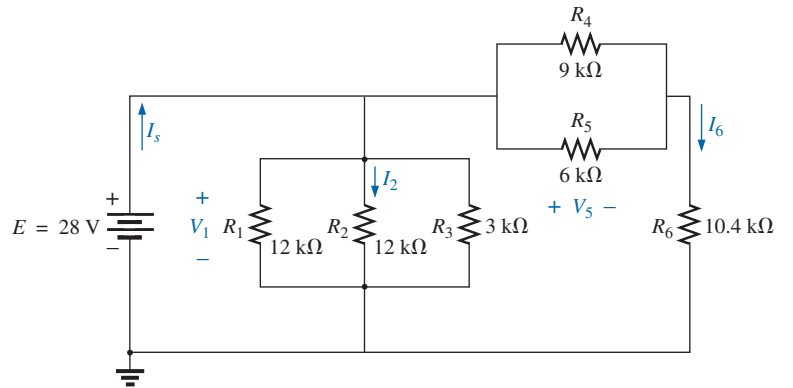 R4
9 kΩ
R5
6 kΩ
+ V5 −
I6
Is
I2
+
E = 28 V
−
+
V1
−
R1
12 kΩ
R2
12 kΩ
R3
3 kΩ
R6
10.4 kΩ